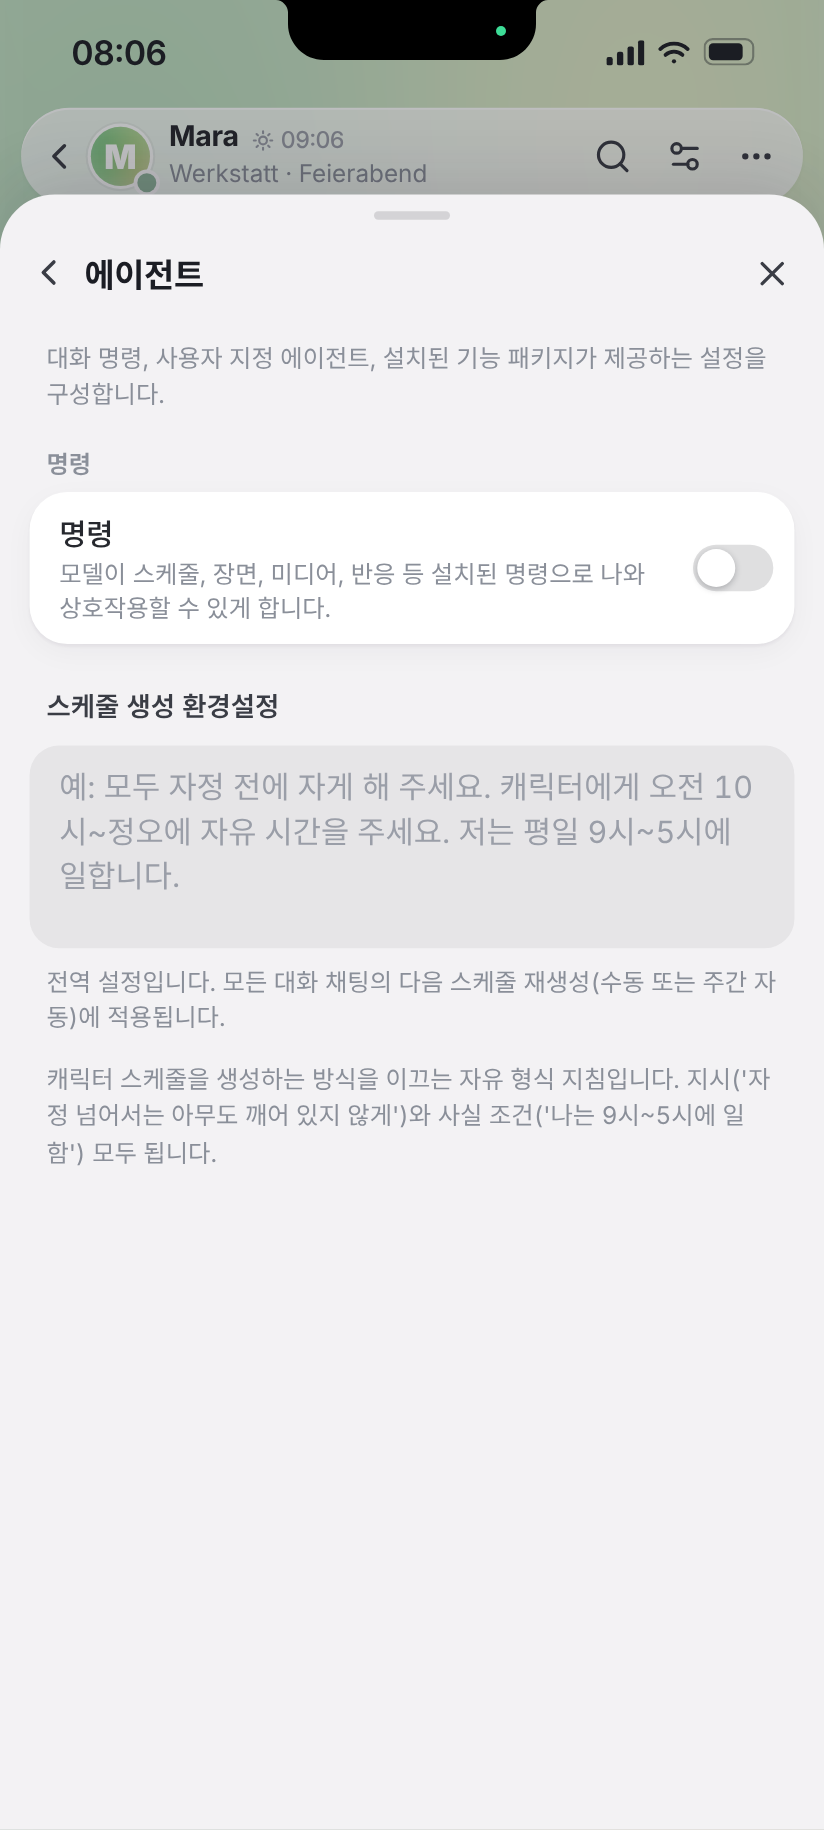 08:06
M
Mara 09:06
Werkstatt · Feierabend
에이전트
대화 명령, 사용자 지정 에이전트, 설치된 기능 패키지가 제공하는 설정을
구성합니다.
명령
명령
모델이 스케줄, 장면, 미디어, 반응 등 설치된 명령으로 나와
상호작용할 수 있게 합니다.
스케줄 생성 환경설정
예: 모두 자정 전에 자게 해 주세요. 캐릭터에게 오전 10
시~정오에 자유 시간을 주세요. 저는 평일 9시~5시에
일합니다.
전역 설정입니다. 모든 대화 채팅의 다음 스케줄 재생성(수동 또는 주간 자
동)에 적용됩니다.
캐릭터 스케줄을 생성하는 방식을 이끄는 자유 형식 지침입니다. 지시('자
정 넘어서는 아무도 깨어 있지 않게')와 사실 조건('나는 9시~5시에 일
함') 모두 됩니다.